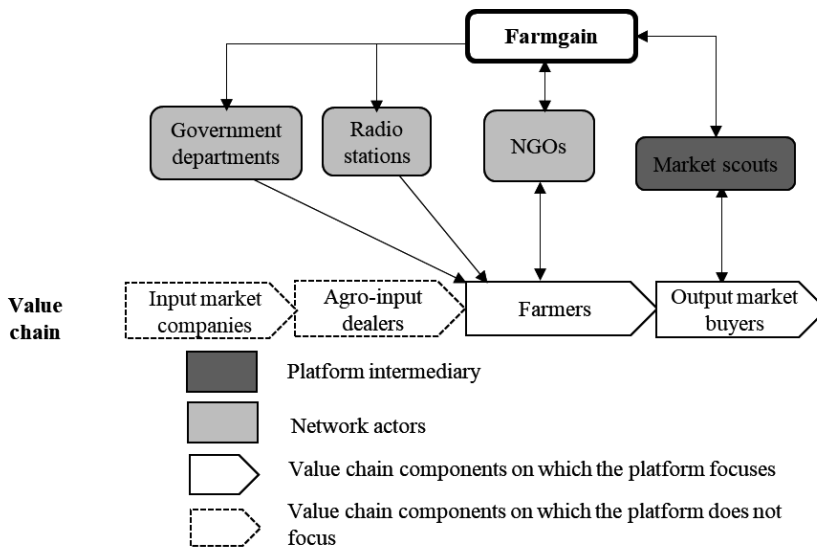 Farmgain
Government
departments
Radio
stations
NGOs
Market scouts
Value
chain
Input market
companies
Agro-input
dealers
Farmers
Output market
buyers
Platform intermediary
Network actors
Value chain components on which the platform focuses
Value chain components on which the platform does not
focus